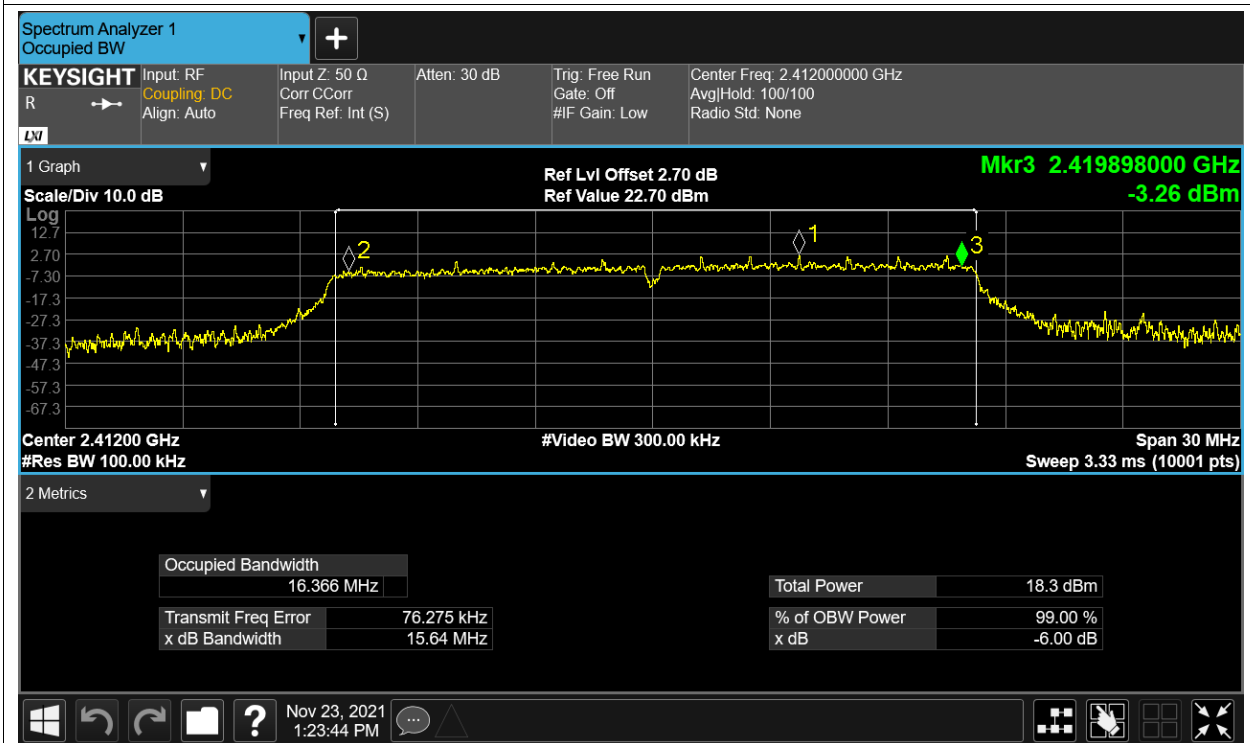 Spectrum Analyzer 1
Occupied BW
KEYSIGHT
R
LXI
Input: RF
Coupling: DC
Align: Auto
Input Z: 50 Ω
Corr CCorr
Freq Ref: Int (S)
Atten: 30 dB
Trig: Free Run
Gate: Off
#IF Gain: Low
Center Freq: 2.412000000 GHz
Avg|Hold: 100/100
Radio Std: None
1 Graph
Scale/Div 10.0 dB
Ref Lvl Offset 2.70 dB
Ref Value 22.70 dBm
Mkr3 2.419898000 GHz
-3.26 dBm
Log
12.7
2.70
-7.30
-17.3
-27.3
-37.3
-47.3
-57.3
-67.3
2
1
3
Center 2.41200 GHz
#Res BW 100.00 kHz
#Video BW 300.00 kHz
Span 30 MHz
Sweep 3.33 ms (10001 pts)
2 Metrics
Occupied Bandwidth
16.366 MHz
Transmit Freq Error 76.275 kHz
x dB Bandwidth 15.64 MHz
Total Power 18.3 dBm
% of OBW Power 99.00 %
x dB -6.00 dB
?
Nov 23, 2021
1:23:44 PM